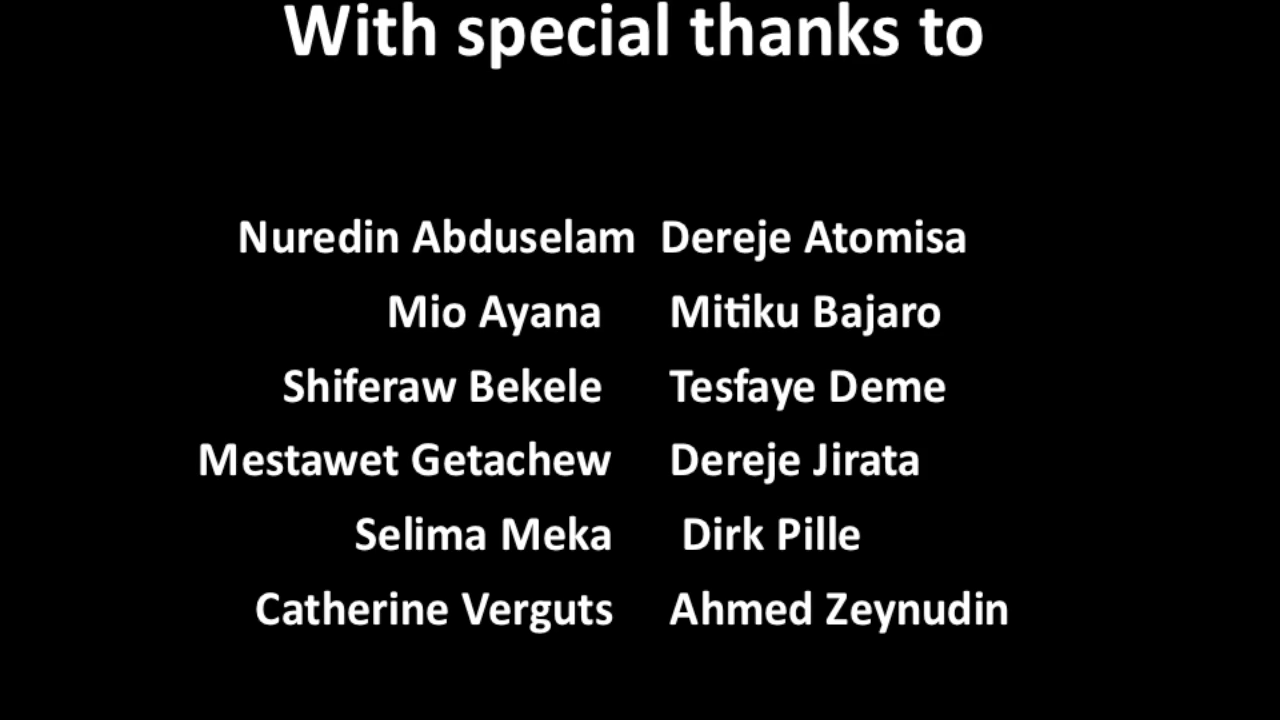 With special thanks to
Nuredin Abduselam Dereje Atomisa
Mio Ayana Mitiku Bajaro
Shiferaw Bekele Tesfaye Deme
Mestawet Getachew Dereje Jirata
Selima Meka Dirk Pille
Catherine Verguts Ahmed Zeynudin